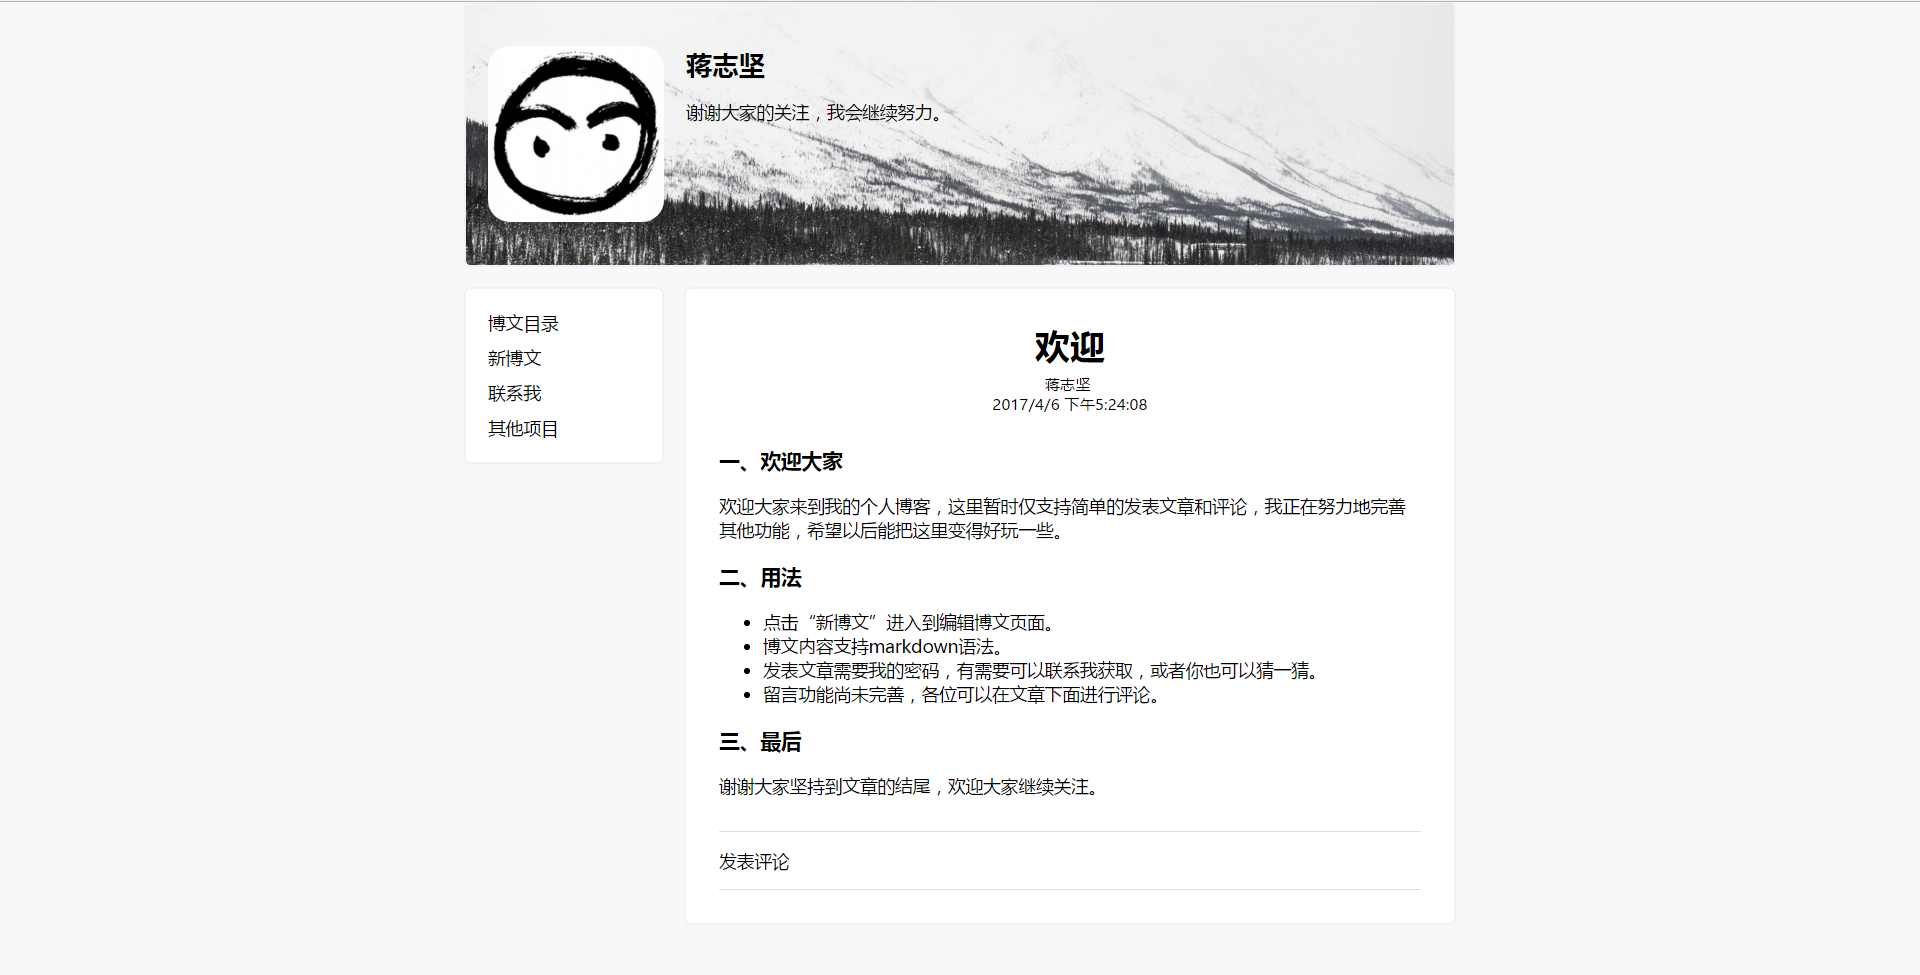 蒋志坚
谢谢大家的关注，我会继续努力。
博文目录
新博文
联系我
其他项目
欢迎
蒋志坚
2017/4/6 下午5:24:08
一、欢迎大家
欢迎大家来到我的个人博客，这里暂时仅支持简单的发表文章和评论，我正在努力地完善
其他功能，希望以后能把这里变得好玩一些。
二、用法
点击“新博文”进入到编辑博文页面。
博文内容支持markdown语法。
发表文章需要我的密码，有需要可以联系我获取，或者你也可以猜一猜。
留言功能尚未完善，各位可以在文章下面进行评论。
三、最后
谢谢大家坚持到文章的结尾，欢迎大家继续关注。
发表评论